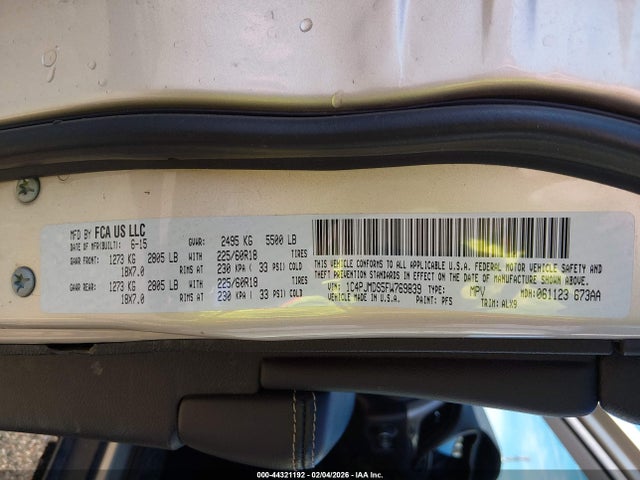 MFD BY FCA US LLC
DATE OF MFR(BUILT): 6-15 GVWR: 2495 KG 5500 LB
GAWR FRONT: 1273 KG 2805 LB WITH 225/60R18 TIRES
18X7.0 RIMS AT 230 KPA ( 33 PSI) COLD
GAWR REAR: 1273 KG 2805 LB WITH 225/60R18 TIRES
18X7.0 RIMS AT 230 KPA ( 33 PSI) COLD
THIS VEHICLE CONFORMS TO ALL APPLICABLE U.S.A. FEDERAL MOTOR VEHICLE SAFETY AND
THEFT PREVENTION STANDARDS IN EFFECT ON THE DATE OF MANUFACTURE SHOWN ABOVE.
VIN: 1C4PJMDS5FW769839 TYPE: MPV MDH: 061123 673AA
VEHICLE MADE IN U.S.A. PAINT: PFS TRIM: ALX9
000-44321192 - 02/04/2026 - IAA Inc.